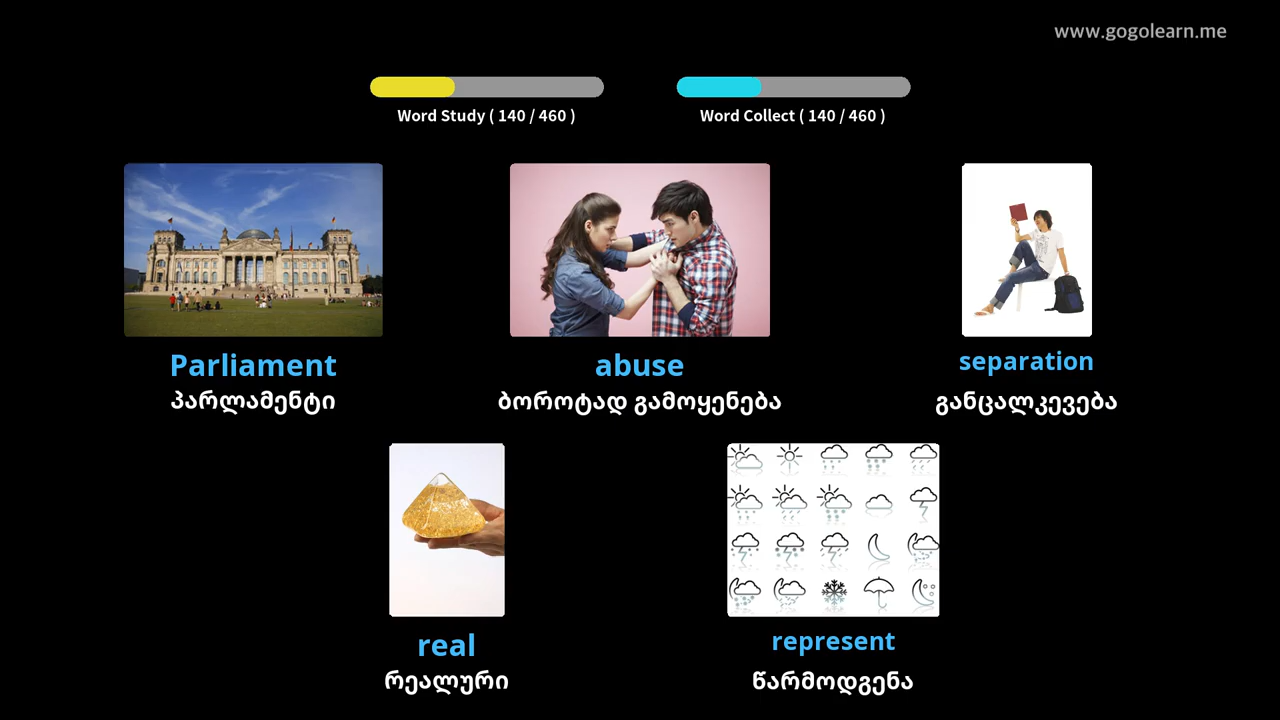 www.gogolearn.me
Word Study ( 140 / 460 )
Word Collect ( 140 / 460 )
Parliament
პარლამენტი
abuse
ბოროტად გამოყენება
separation
განცალკევება
real
რეალური
represent
წარმოდგენა